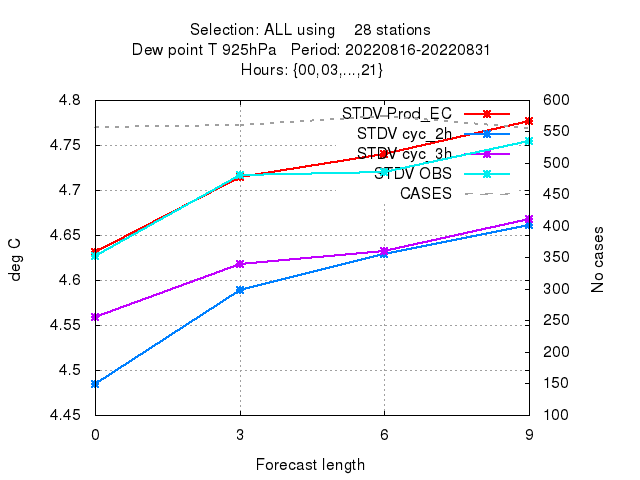 Selection: ALL using 28 stations
Dew point T 925hPa Period: 20220816-20220831
Hours: {00,03,...,21}
4.8
4.75
4.7
4.65
4.6
4.55
4.5
4.45
deg C
STDV Prod_EC
STDV cyc_2h
STDV cyc_3h
STDV OBS
CASES
600
550
500
450
400
350
300
250
200
150
100
No cases
0 3 6 9
Forecast length